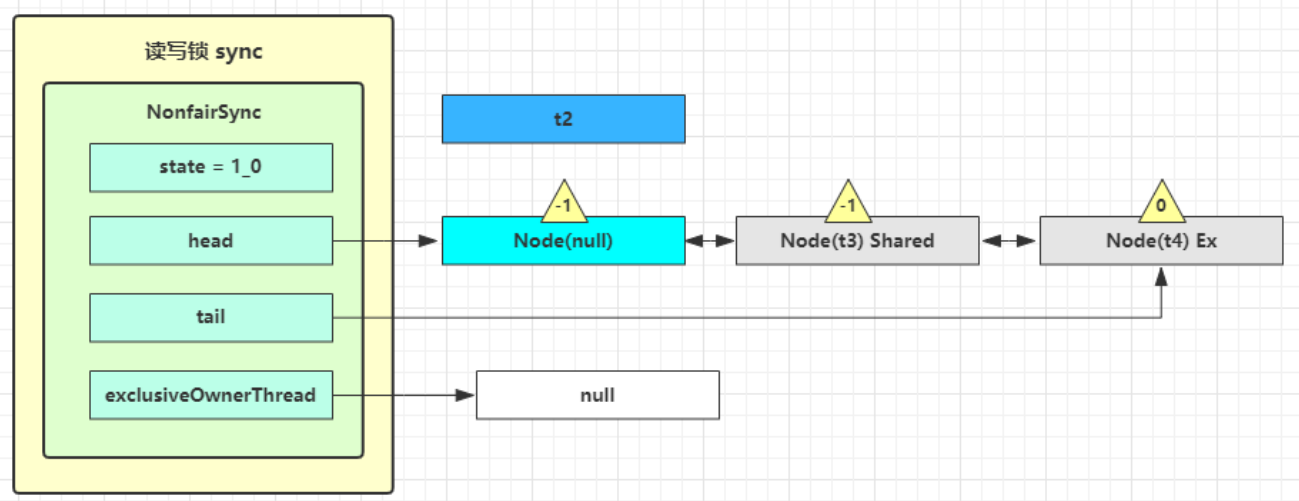 读写锁 sync
NonfairSync
state = 1_0
head
tail
exclusiveOwnerThread
t2
-1
-1
0
Node(null)
Node(t3) Shared
Node(t4) Ex
null